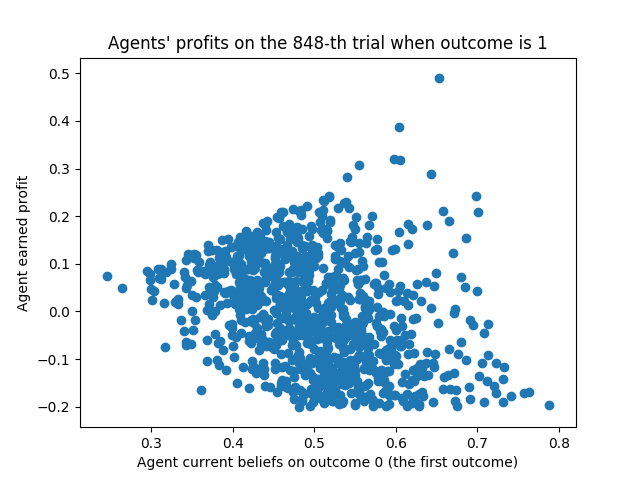 Agents' profits on the 848-th trial when outcome is 1
0.5
0.4
0.3
0.2
0.1
0.0
−0.1
−0.2
Agent earned profit
0.3 0.4 0.5 0.6 0.7 0.8
Agent current beliefs on outcome 0 (the first outcome)